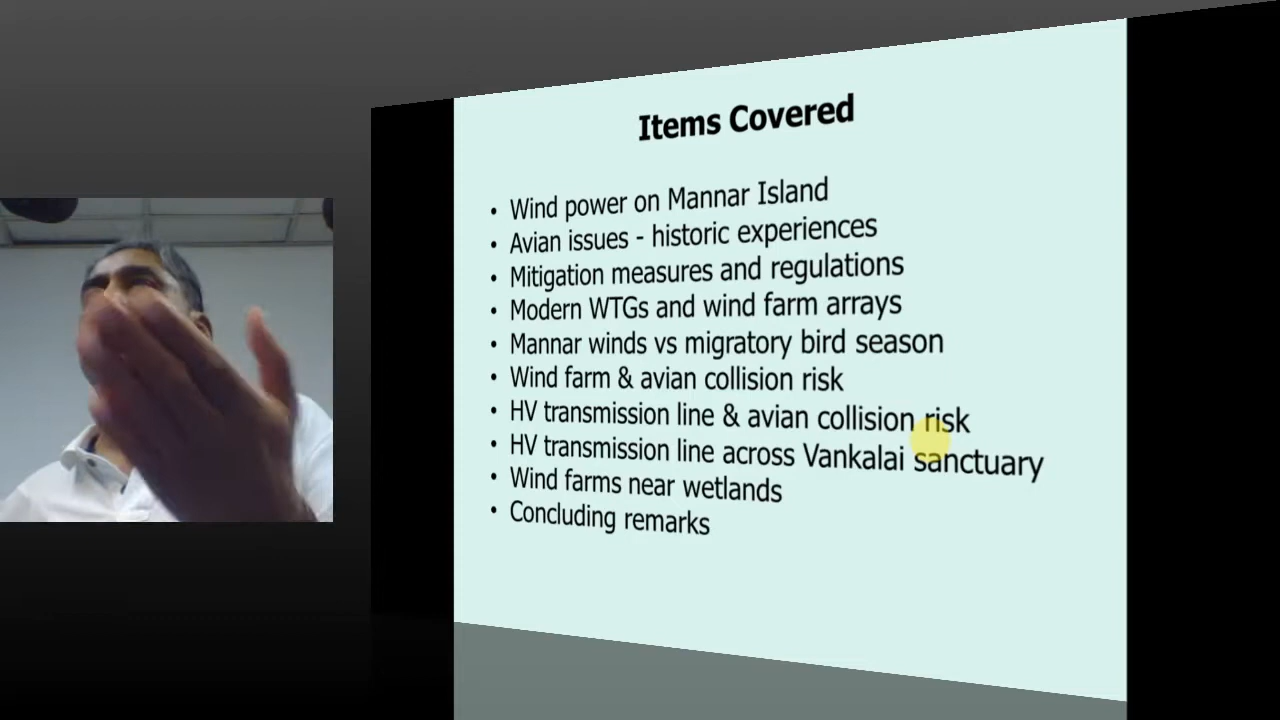 Items Covered
• Wind power on Mannar Island
• Avian issues - historic experiences
• Mitigation measures and regulations
• Modern WTGs and wind farm arrays
• Mannar winds vs migratory bird season
• Wind farm & avian collision risk
• HV transmission line & avian collision risk
• HV transmission line across Vankalai sanctuary
• Wind farms near wetlands
• Concluding remarks